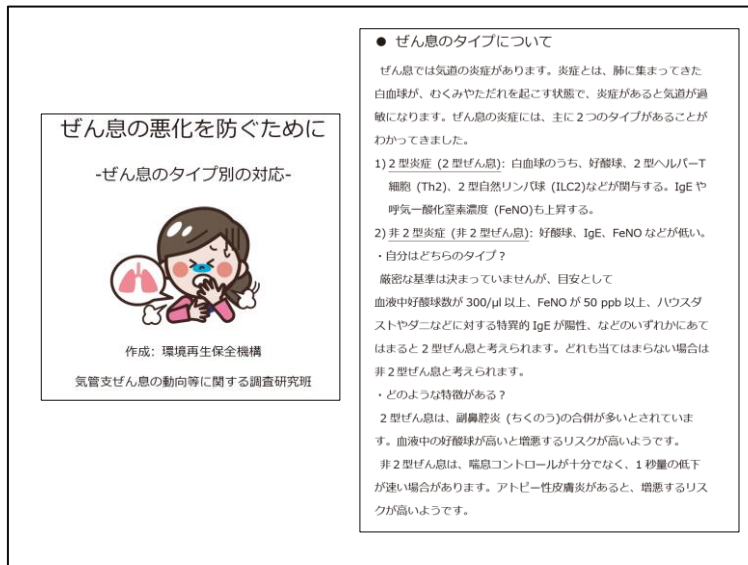 ぜん息の悪化を防ぐために
-ぜん息のタイプ別の対応-
作成: 環境再生保全機構
気管支ぜん息の動向等に関する調査研究班
● ぜん息のタイプについて
ぜん息では気道の炎症があります。炎症とは、肺に集まってきた
白血球が、むくみやただれを起こす状態で、炎症があると気道が過
敏になります。ぜん息の炎症には、主に2つのタイプがあることが
わかってきました。
1) 2型炎症 (2型ぜん息): 白血球のうち、好酸球、2型ヘルパーT
細胞 (Th2)、2型自然リンパ球 (ILC2)などが関与する。IgE や
呼気一酸化窒素濃度 (FeNO)も上昇する。
2) 非2型炎症 (非2型ぜん息): 好酸球、IgE、FeNO などが低い。
・自分はどちらのタイプ?
厳密な基準は決まっていませんが、目安として
血液中好酸球数が 300/μl 以上、FeNO が 50 ppb 以上、ハウスダ
ストやダニなどに対する特異的 IgE が陽性、などのいずれかにあて
はまると2型ぜん息と考えられます。どれも当てはまらない場合は
非2型ぜん息と考えられます。
・どのような特徴がある?
2型ぜん息は、副鼻腔炎 (ちくのう)の合併が多いとされていま
す。血液中の好酸球が高いと増悪するリスクが高いようです。
非2型ぜん息は、喘息コントロールが十分でなく、1秒量の低下
が速い場合があります。アトピー性皮膚炎があると、増悪するリス
クが高いようです。